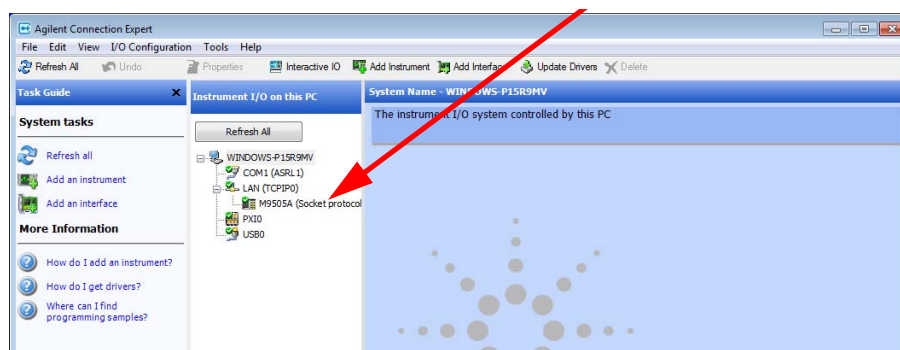 Agilent Connection Expert
File Edit View I/O Configuration Tools Help
Refresh All Undo Properties Interactive IO Add Instrument Add Interface Update Drivers Delete
Task Guide X
System tasks
Refresh all
Add an instrument
Add an interface
More Information
How do I add an instrument?
How do I get drivers?
Where can I find
programming samples?
Instrument I/O on this PC
Refresh All
WINDOWS-P15R9MV
COM1 (ASRL1)
LAN (TCPIP0)
M9505A (Socket protocol
PXI0
USB0
System Name - WINDOWS-P15R9MV
The instrument I/O system controlled by this PC